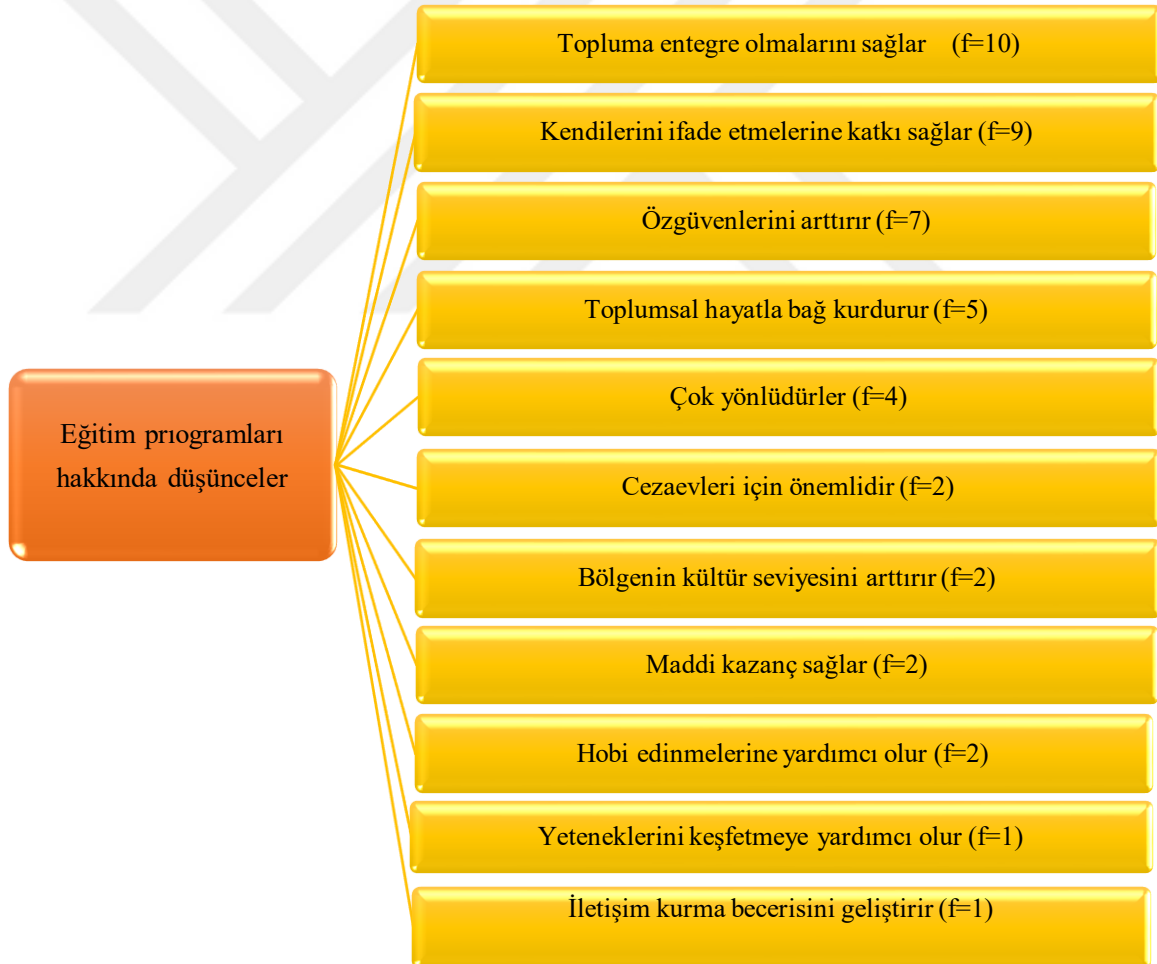 Topluma entegre olmalarını sağlar (f=10)
Kendilerini ifade etmelerine katkı sağlar (f=9)
Özgüvenlerini arttırır (f=7)
Toplumsal hayatla bağ kurdurur (f=5)
Çok yönlüdürler (f=4)
Eğitim prıogramları
hakkında düşünceler
Cezaevleri için önemlidir (f=2)
Bölgenin kültür seviyesini arttırır (f=2)
Maddi kazanç sağlar (f=2)
Hobi edinmelerine yardımcı olur (f=2)
Yeteneklerini keşfetmeye yardımcı olur (f=1)
İletişim kurma becerisini geliştirir (f=1)